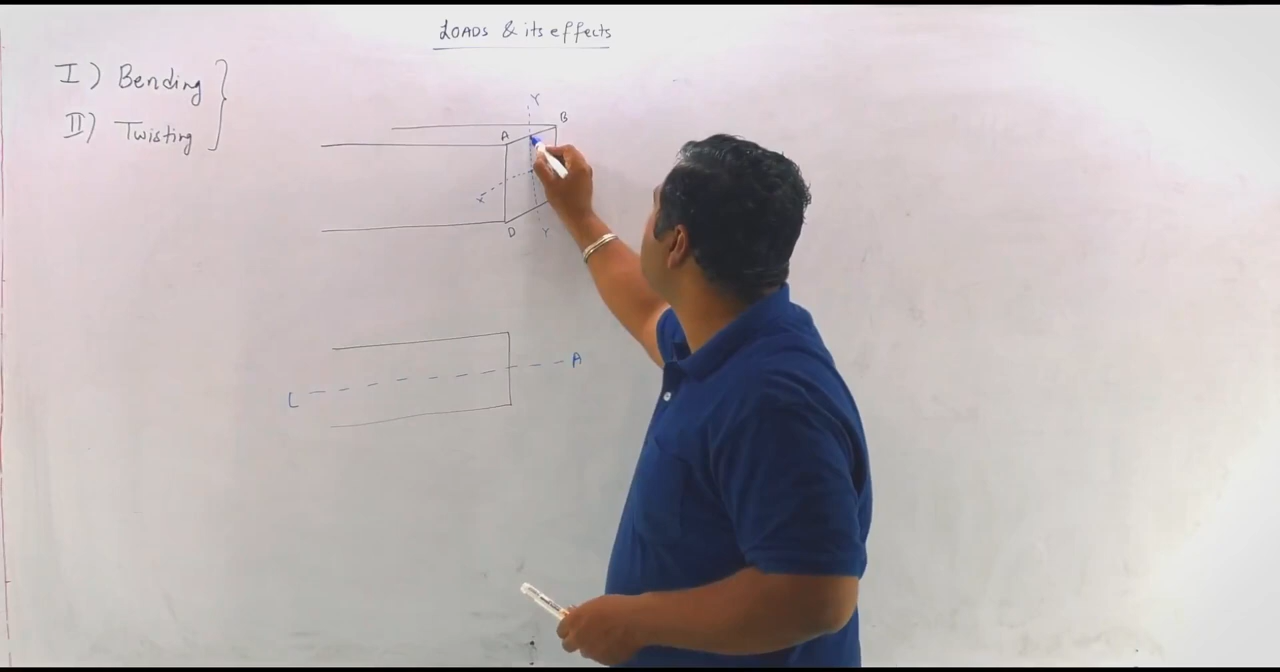 LOADS & its effects
I) Bending
II) Twisting
Y
B
A
X
D
Y
A
L